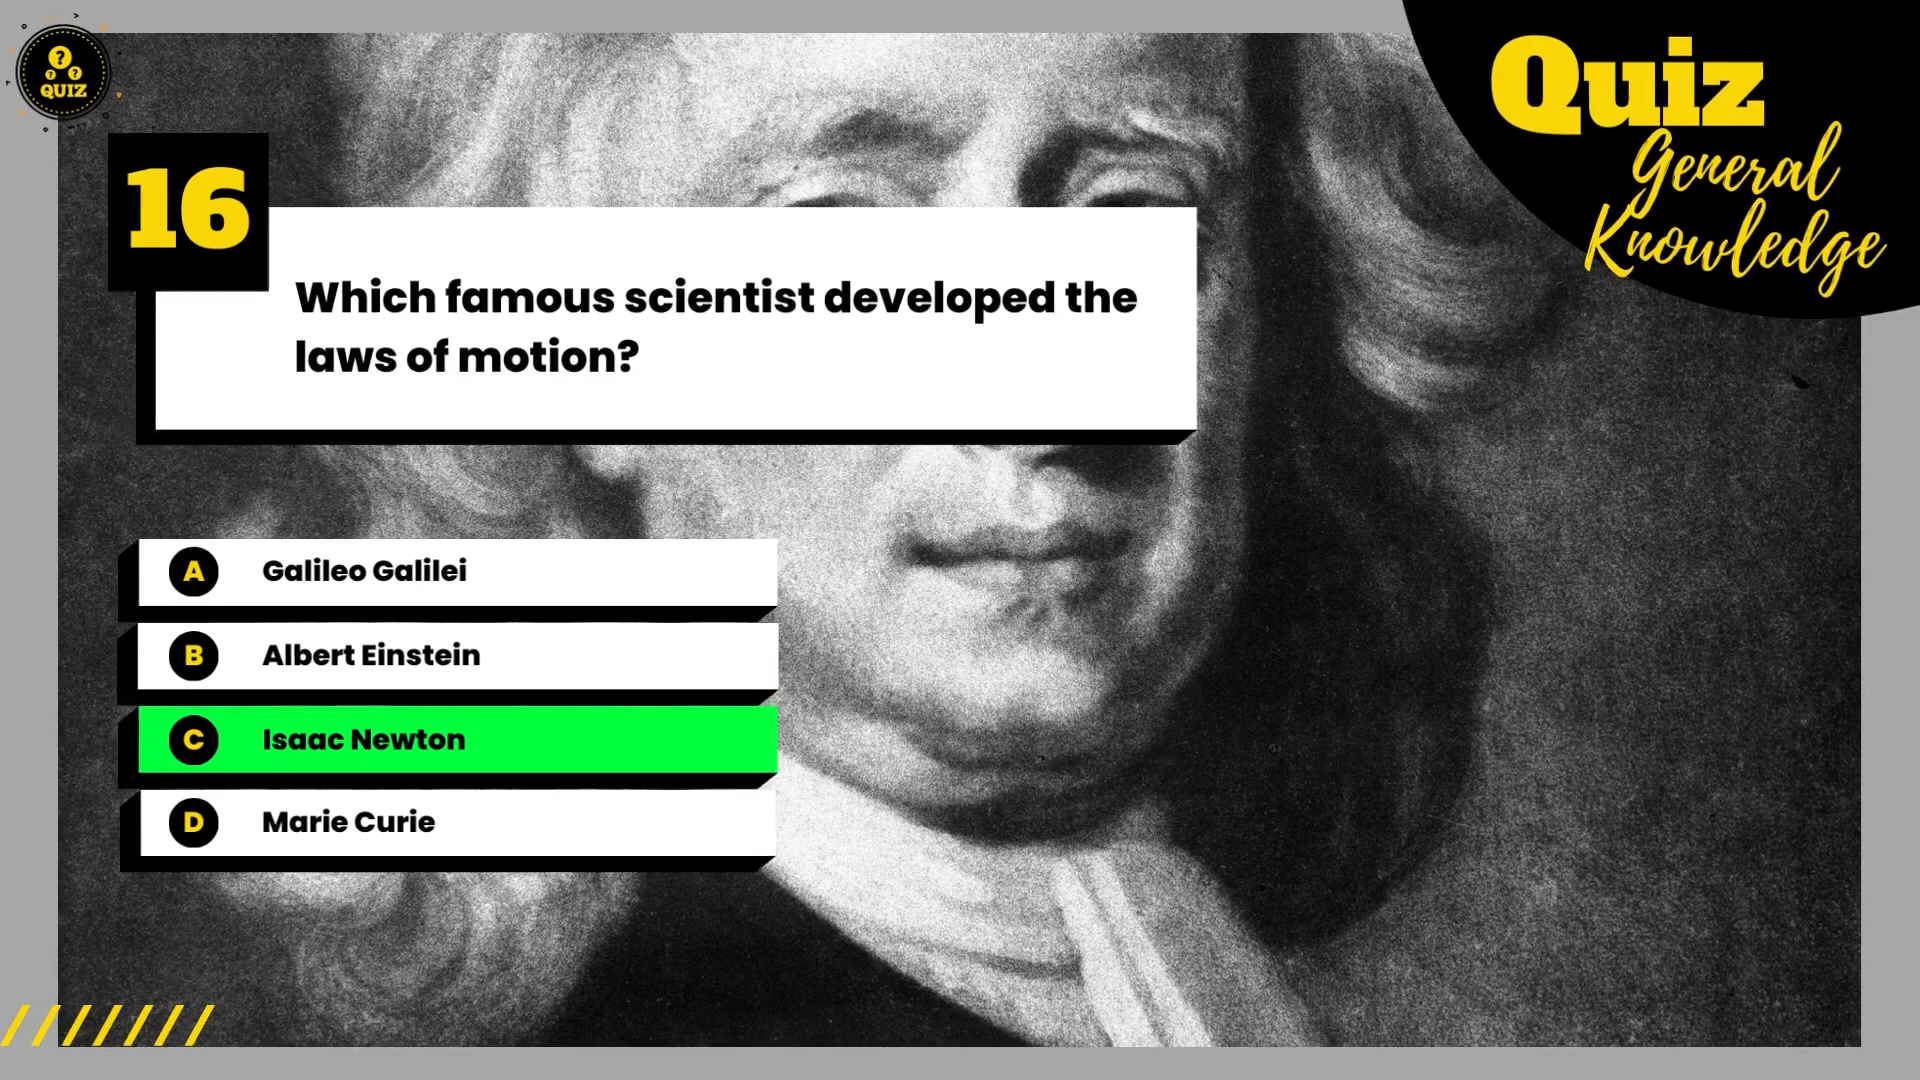 ? ? ?
QUIZ
Quiz
General
Knowledge
16
Which famous scientist developed the
laws of motion?
A Galileo Galilei
B Albert Einstein
C Isaac Newton
D Marie Curie